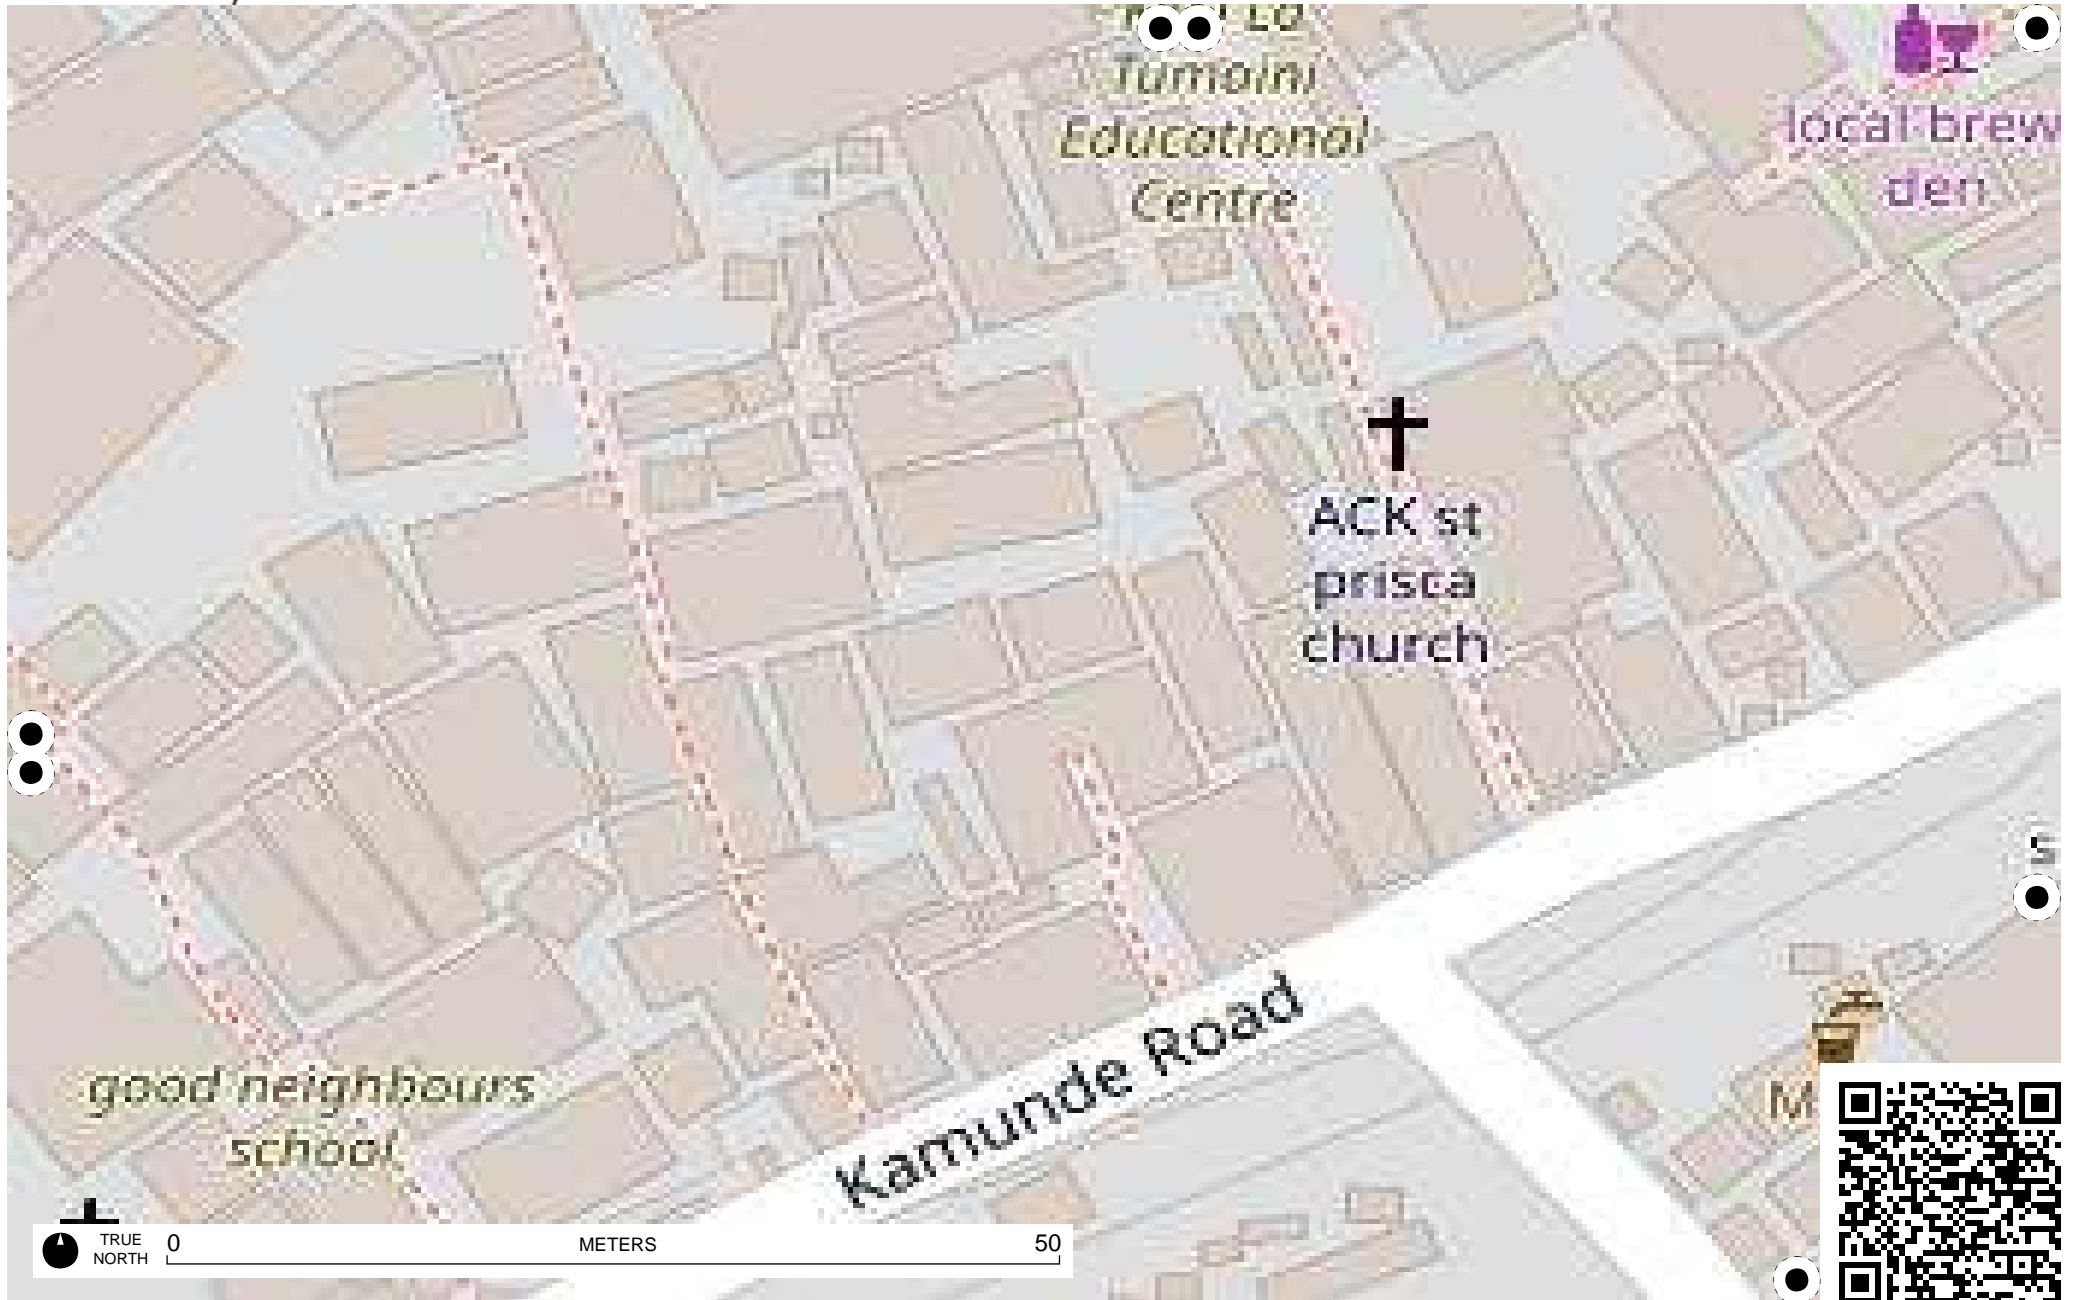 Tumaini
Educational
Centre
local brew
den
ACK st
prisca
church
Kamunde Road
good neighbours
school
TRUE
NORTH
0
METERS
50